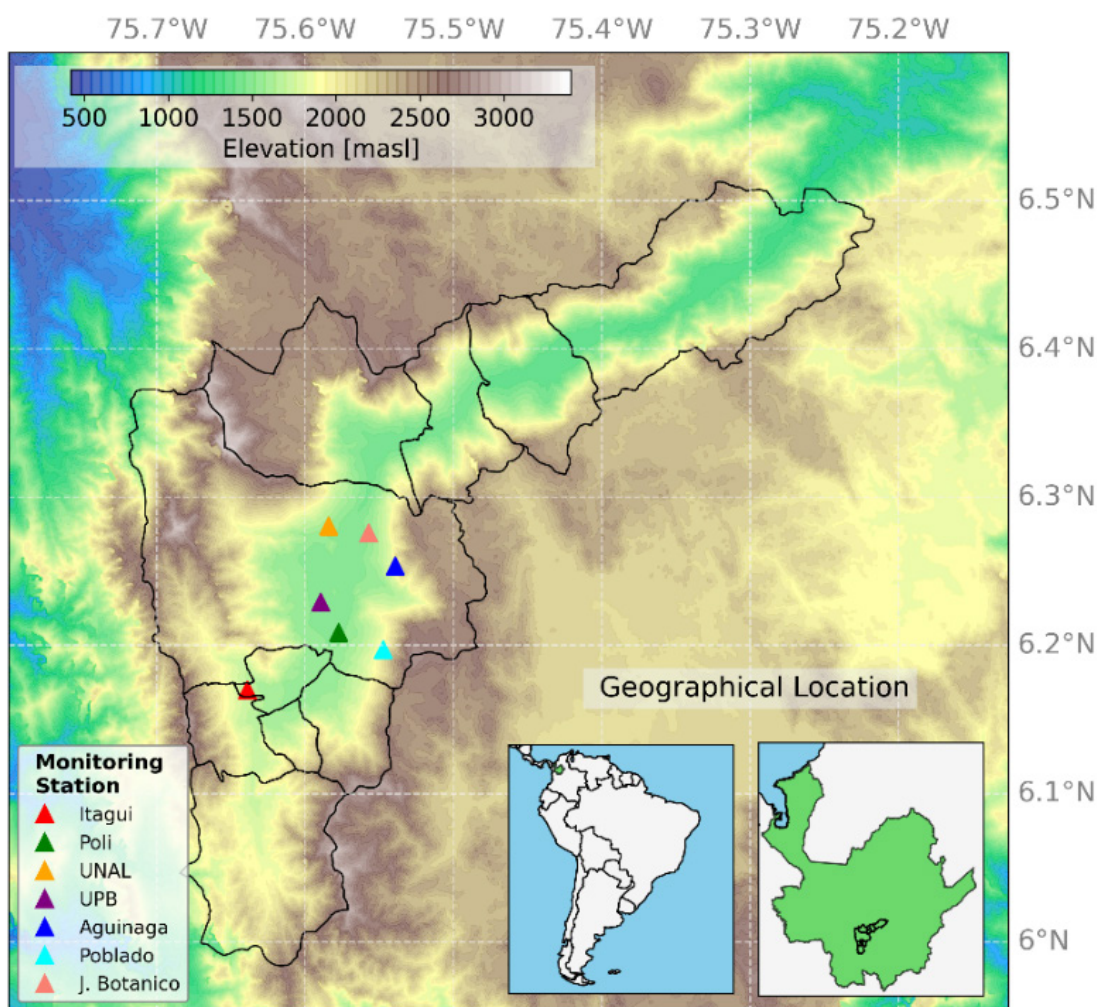 75.7°W 75.6°W 75.5°W 75.4°W 75.3°W 75.2°W
500 1000 1500 2000 2500 3000
Elevation [masl]
6.5°N
6.4°N
6.3°N
6.2°N
Geographical Location
6.1°N
6°N
Monitoring
Station
Itagui
Poli
UNAL
UPB
Aguinaga
Poblado
J. Botanico